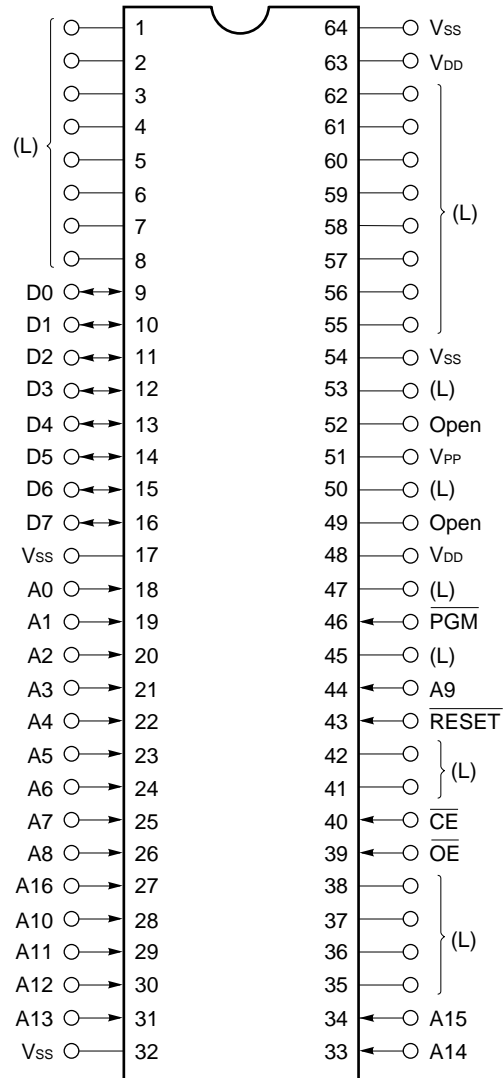 1 64 VSS
2 63 VDD
3 62
4 61
(L) 5 60
6 59 (L)
7 58
8 57
D0 9 56
D1 10 55
D2 11 54 VSS
D3 12 53 (L)
D4 13 52 Open
D5 14 51 VPP
D6 15 50 (L)
D7 16 49 Open
VSS 17 48 VDD
A0 18 47 (L)
A1 19 46 PGM
A2 20 45 (L)
A3 21 44 A9
A4 22 43 RESET
A5 23 42
A6 24 41 (L)
A7 25 40 CE
A8 26 39 OE
A16 27 38
A10 28 37
A11 29 36 (L)
A12 30 35
A13 31 34 A15
VSS 32 33 A14